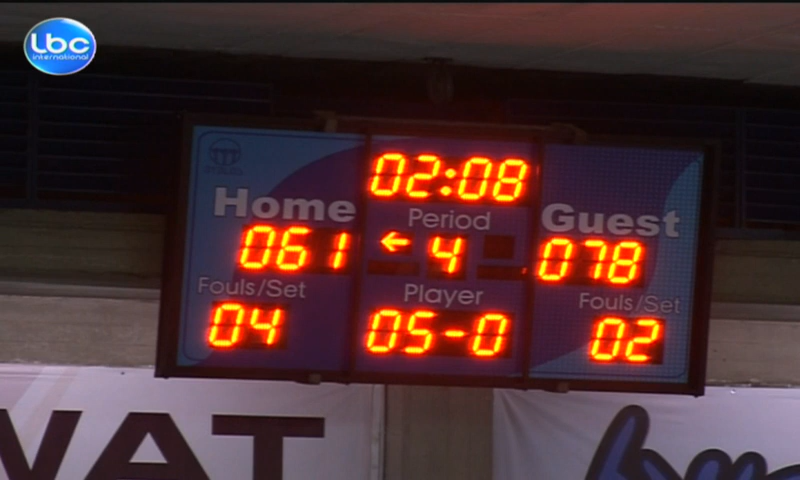 lbc
international
02:08
Home
Period
Guest
061
← 4
078
Fouls/Set
Player
Fouls/Set
04
05-0
02
WAT